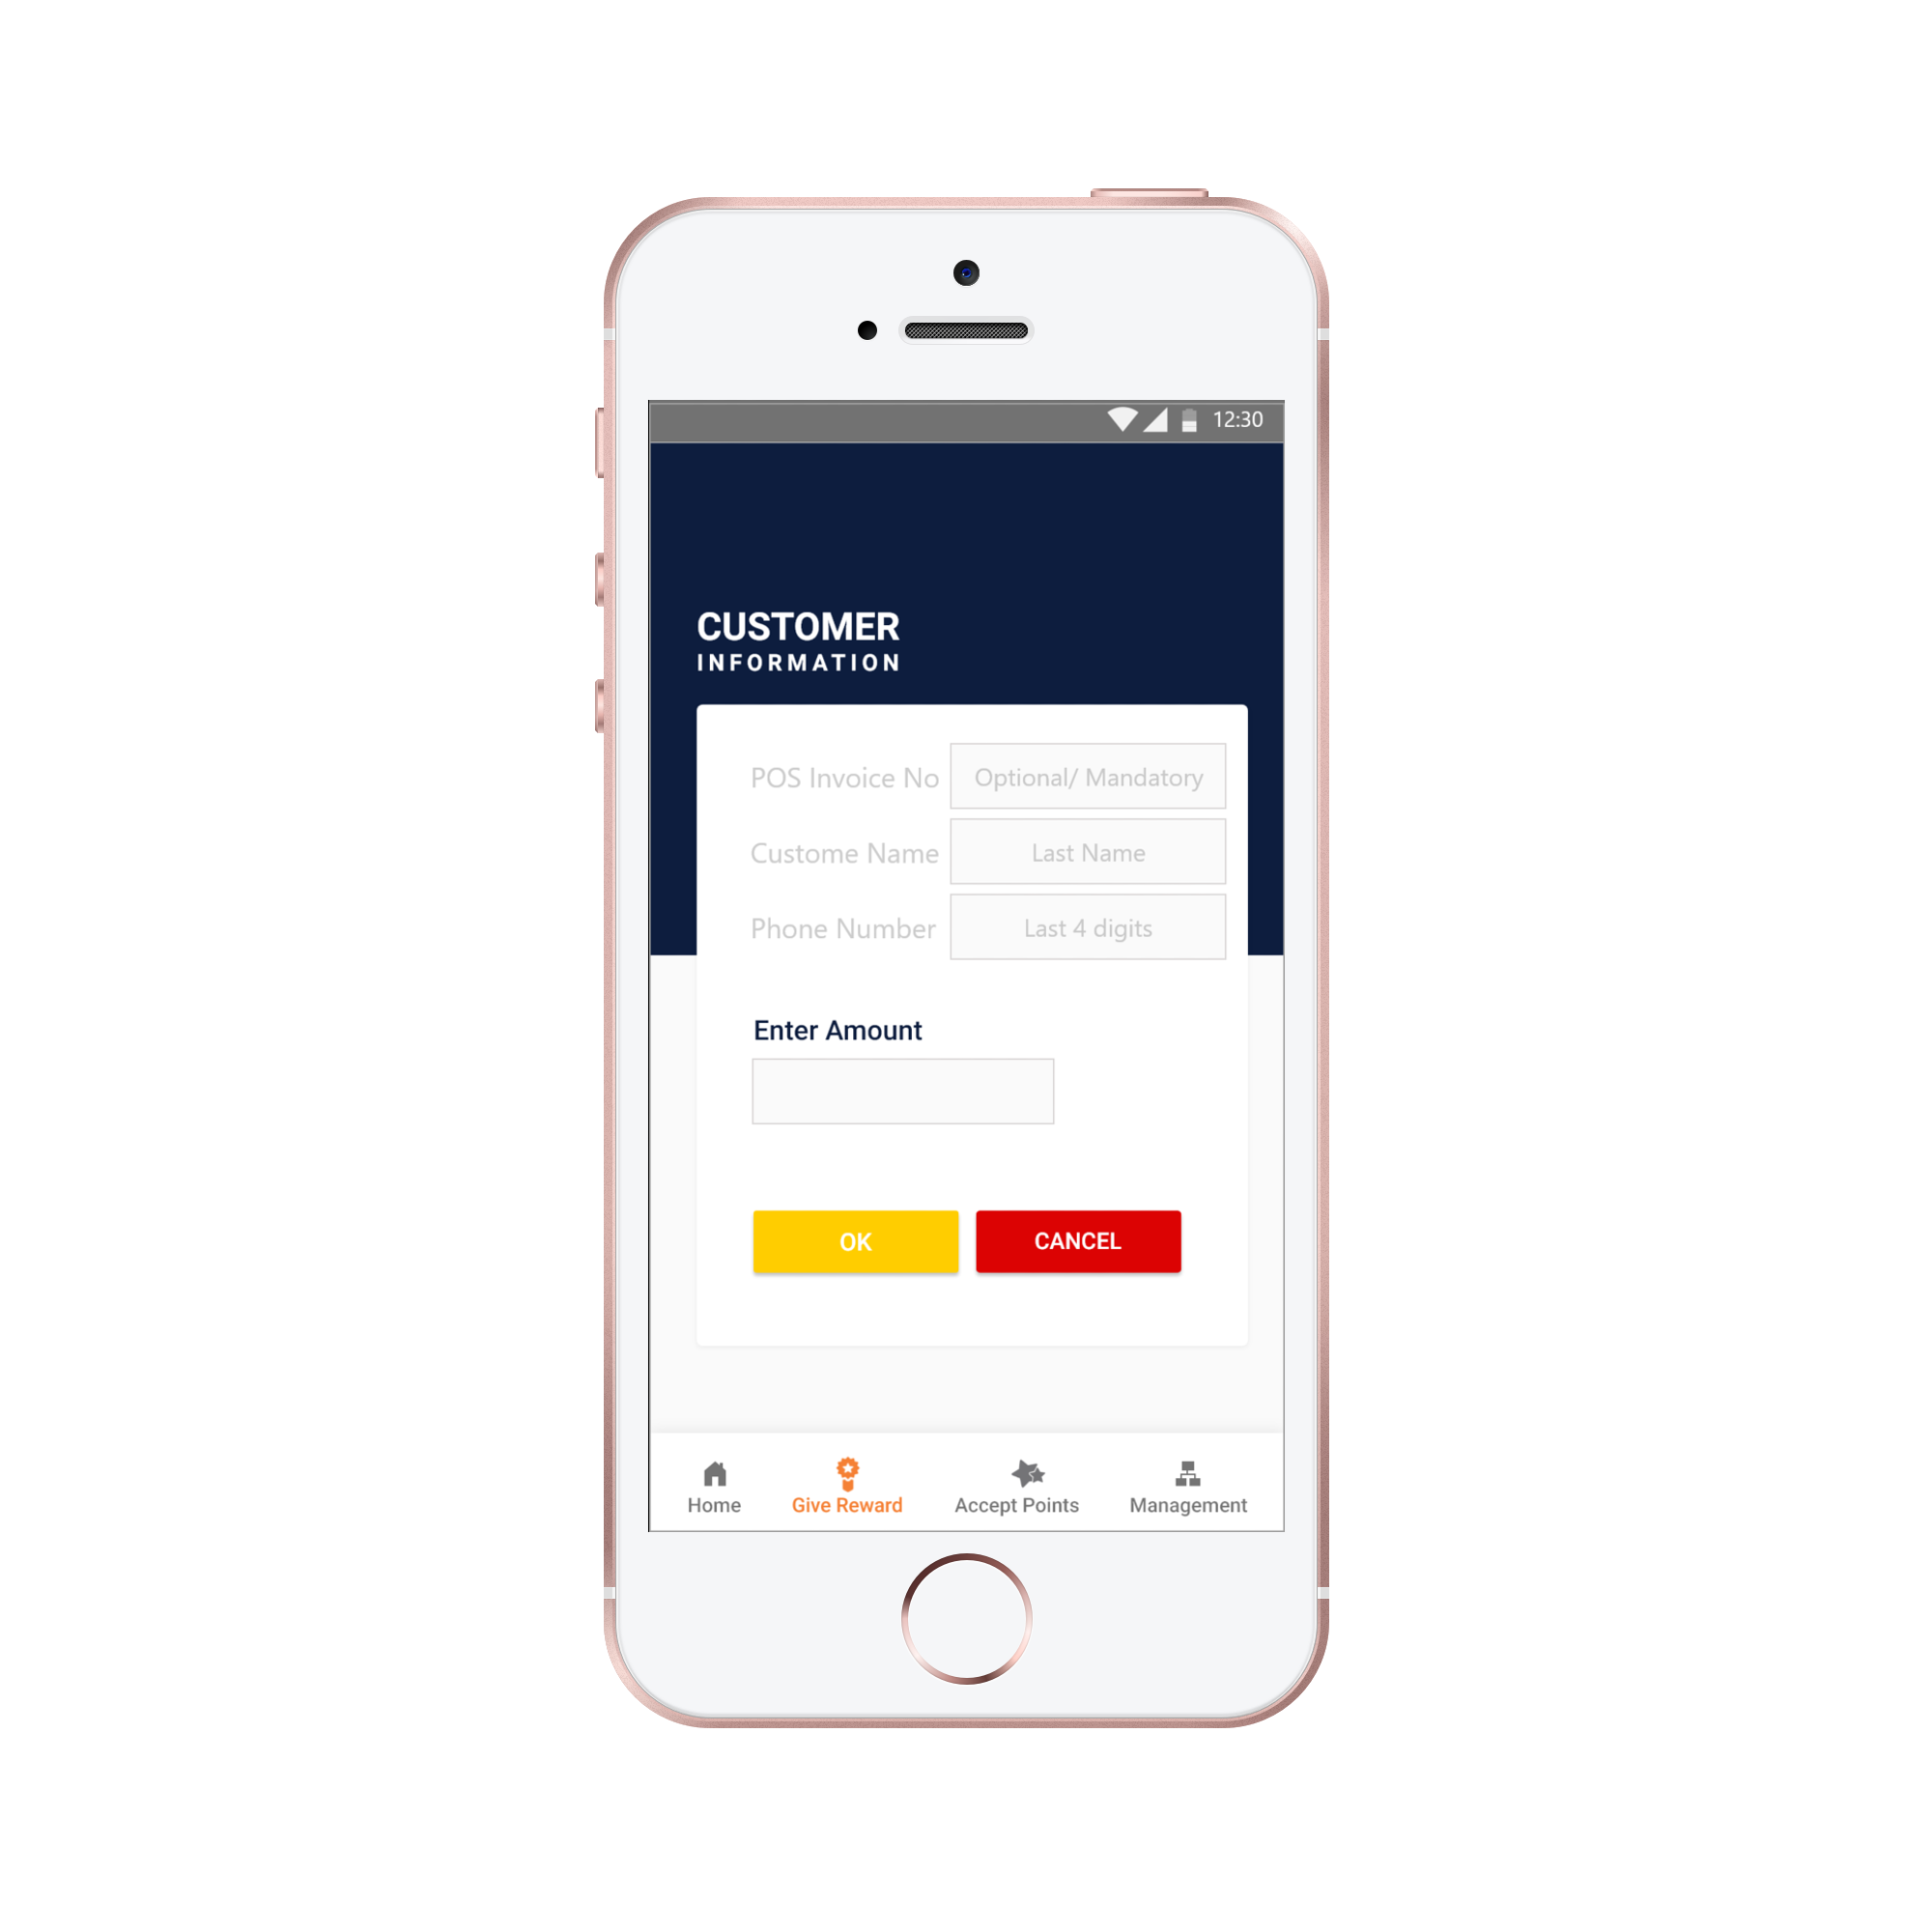 12:30
CUSTOMER
INFORMATION
POS Invoice No Optional/ Mandatory
Custome Name Last Name
Phone Number Last 4 digits
Enter Amount
OK CANCEL
Home Give Reward Accept Points Management